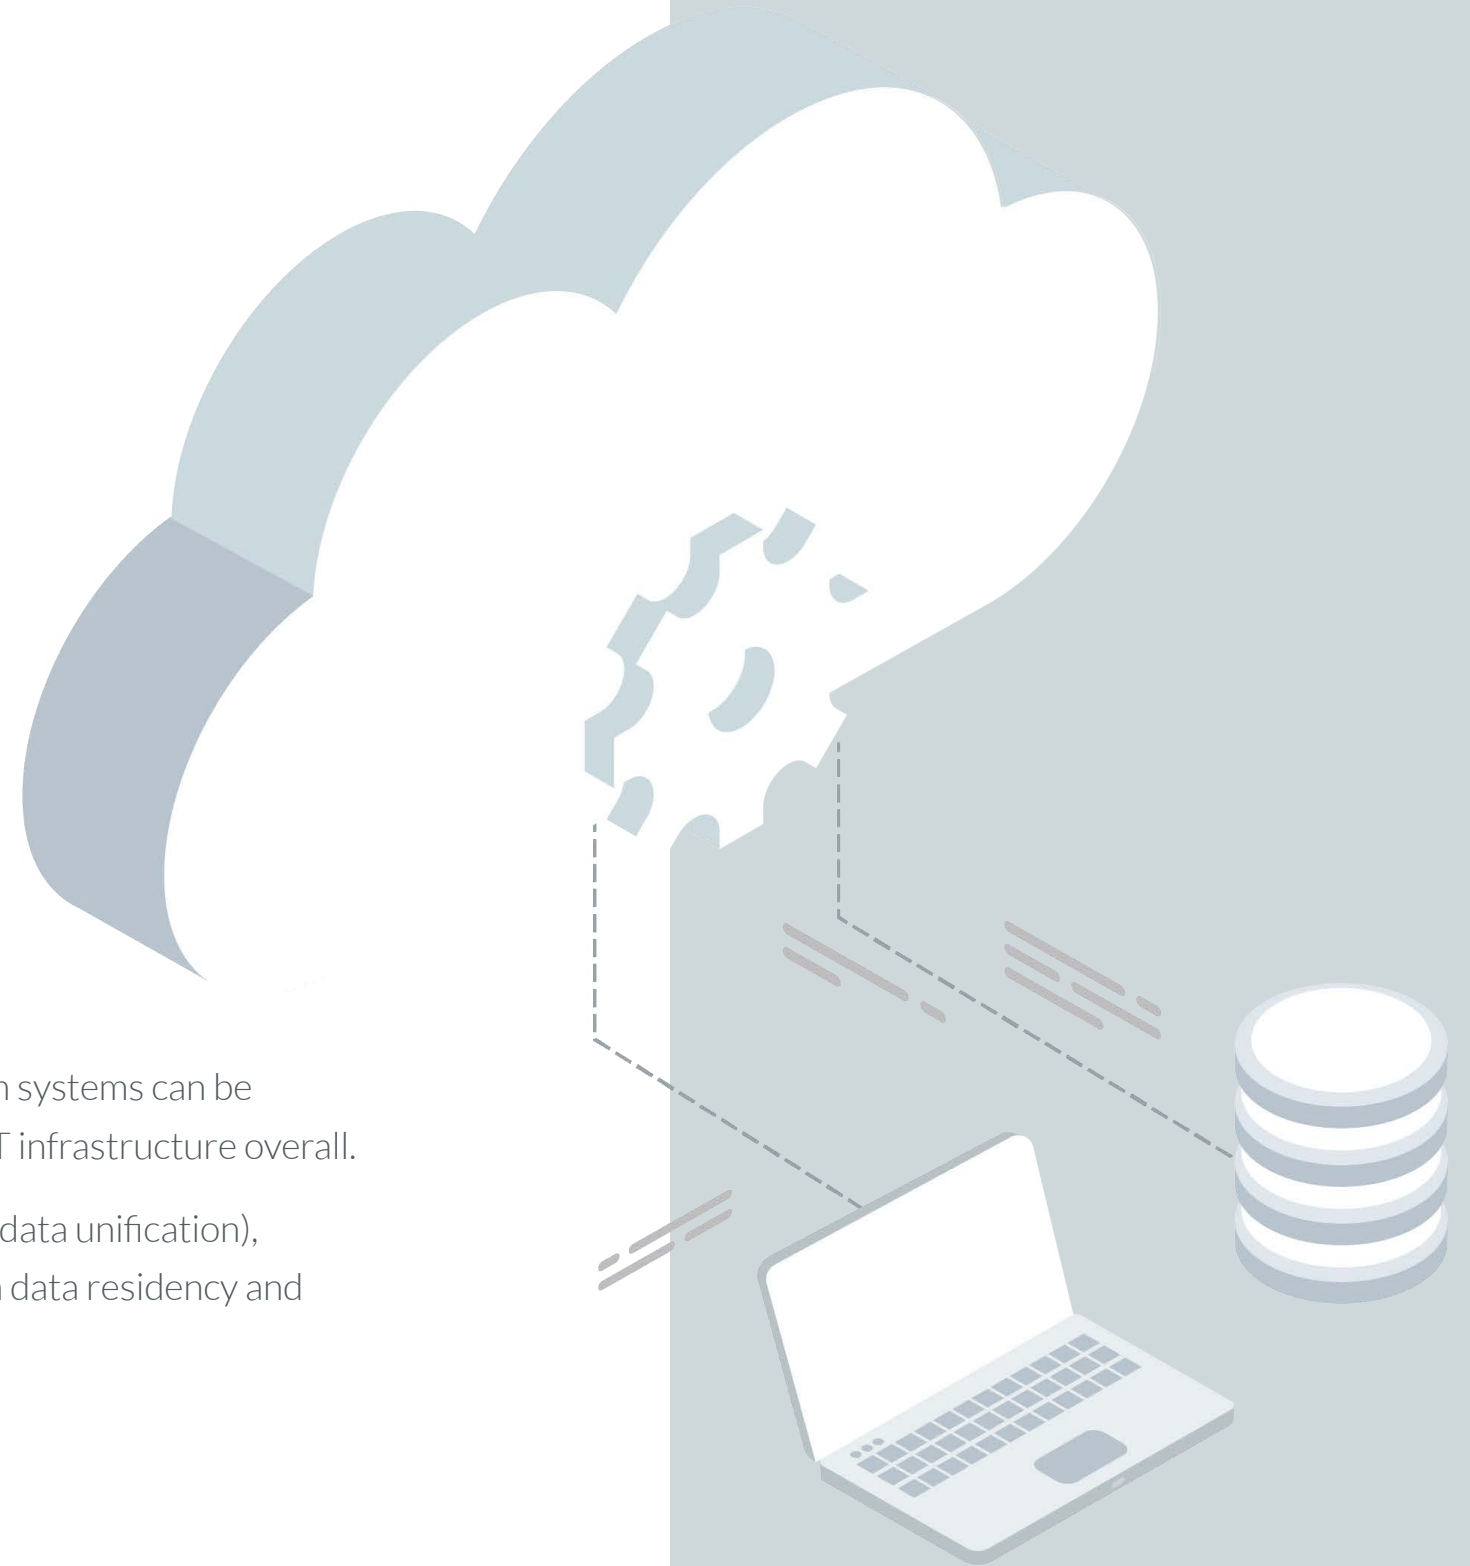 systems can be
infrastructure overall.
data unification),
data residency and